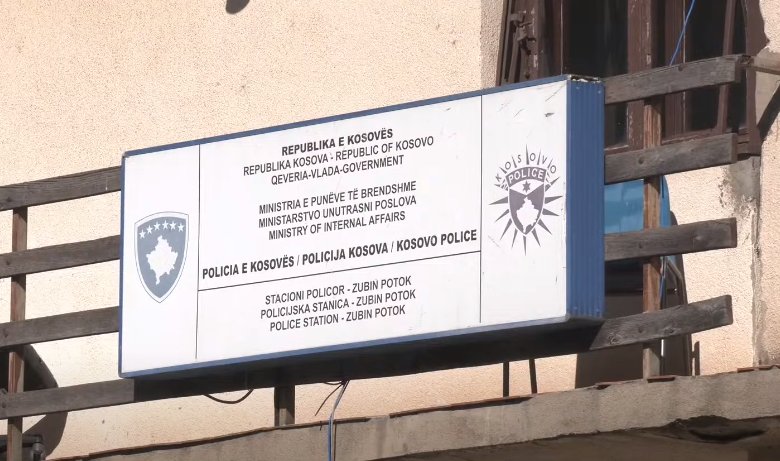 REPUBLIKA E KOSOVËS
REPUBLIKA KOSOVA - REPUBLIC OF KOSOVO
QEVERIA-VLADA-GOVERNMENT
MINISTRIA E PUNËVE TË BRENDSHME
MINISTARSTVO UNUTRASNI POSLOVA
MINISTRY OF INTERNAL AFFAIRS
POLICIA E KOSOVËS / POLICIJA KOSOVA / KOSOVO POLICE
STACIONI POLICOR - ZUBIN POTOK
POLICIJSKA STANICA - ZUBIN POTOK
POLICE STATION - ZUBIN POTOK
KOSOVO
POLICE